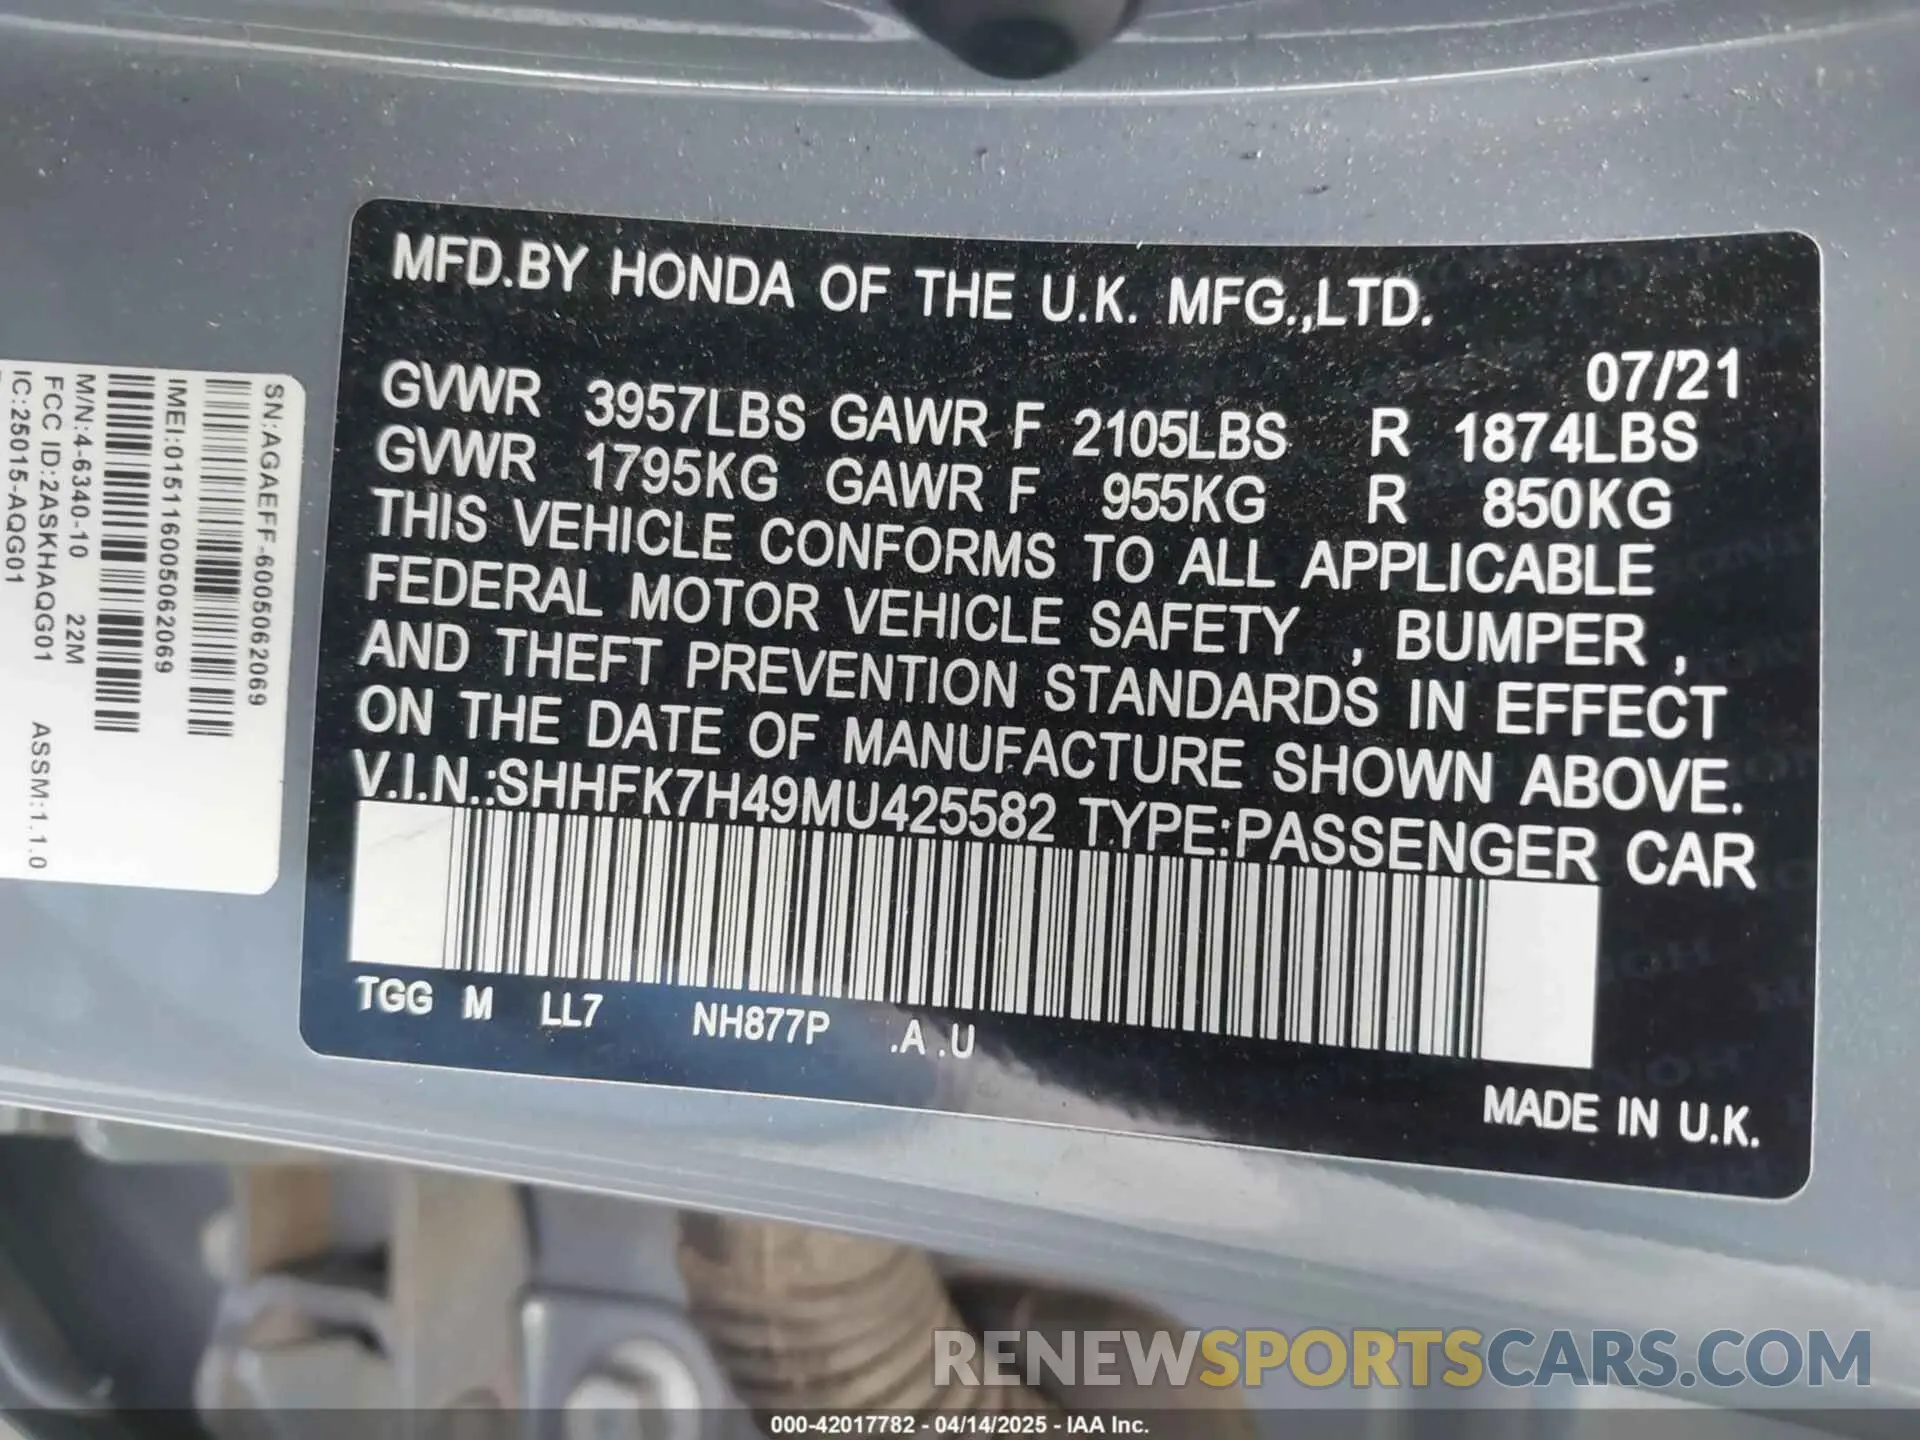 MFD.BY HONDA OF THE U.K. MFG.,LTD.
07/21
GVWR 3957LBS GAWR F 2105LBS R 1874LBS
GVWR 1795KG GAWR F 955KG R 850KG
THIS VEHICLE CONFORMS TO ALL APPLICABLE
FEDERAL MOTOR VEHICLE SAFETY , BUMPER ,
AND THEFT PREVENTION STANDARDS IN EFFECT
ON THE DATE OF MANUFACTURE SHOWN ABOVE.
V.I.N.:SHHFK7H49MU425582 TYPE:PASSENGER CAR
TGG M LL7 NH877P .A .U
MADE IN U.K.
SN:AGAEFF-6005062069
IMEI:015116005062069
M/N:4-6340-10 22M
FCC ID:2ASKHAQG01 ASSM:1.1.0
IC:25015-AQG01
RENEWSPORTSCARS.COM
000-42017782 - 04/14/2025 - IAA Inc.